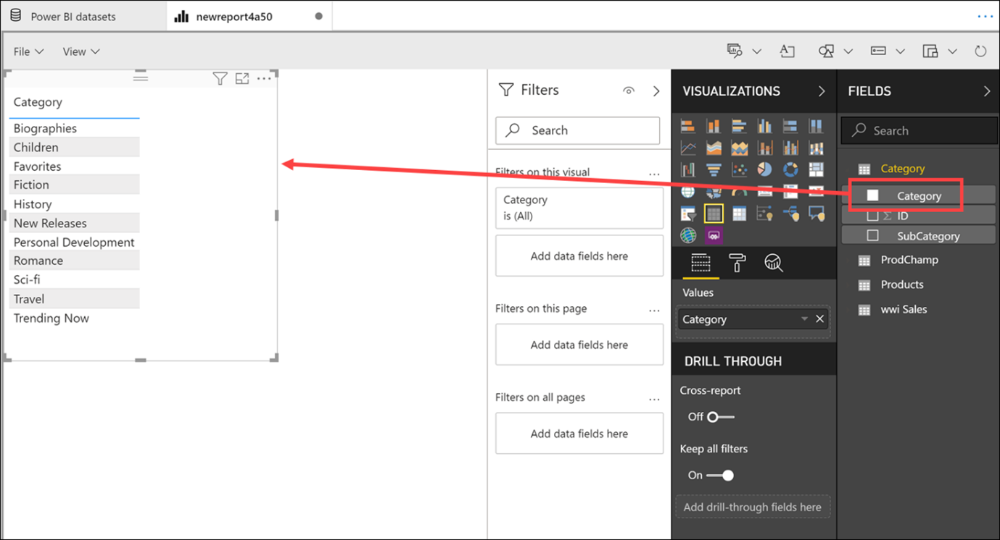 Power BI datasets
newreport4a50
File
View
Category
Biographies
Children
Favorites
Fiction
History
New Releases
Personal Development
Romance
Sci-fi
Travel
Trending Now
Filters
Search
Filters on this visual
Category
is (All)
Add data fields here
Filters on this page
Add data fields here
Filters on all pages
Add data fields here
VISUALIZATIONS
Values
Category
DRILL THROUGH
Cross-report
Off
Keep all filters
On
Add drill-through fields here
FIELDS
Search
Category
Category
Σ ID
SubCategory
ProdChamp
Products
wwi Sales